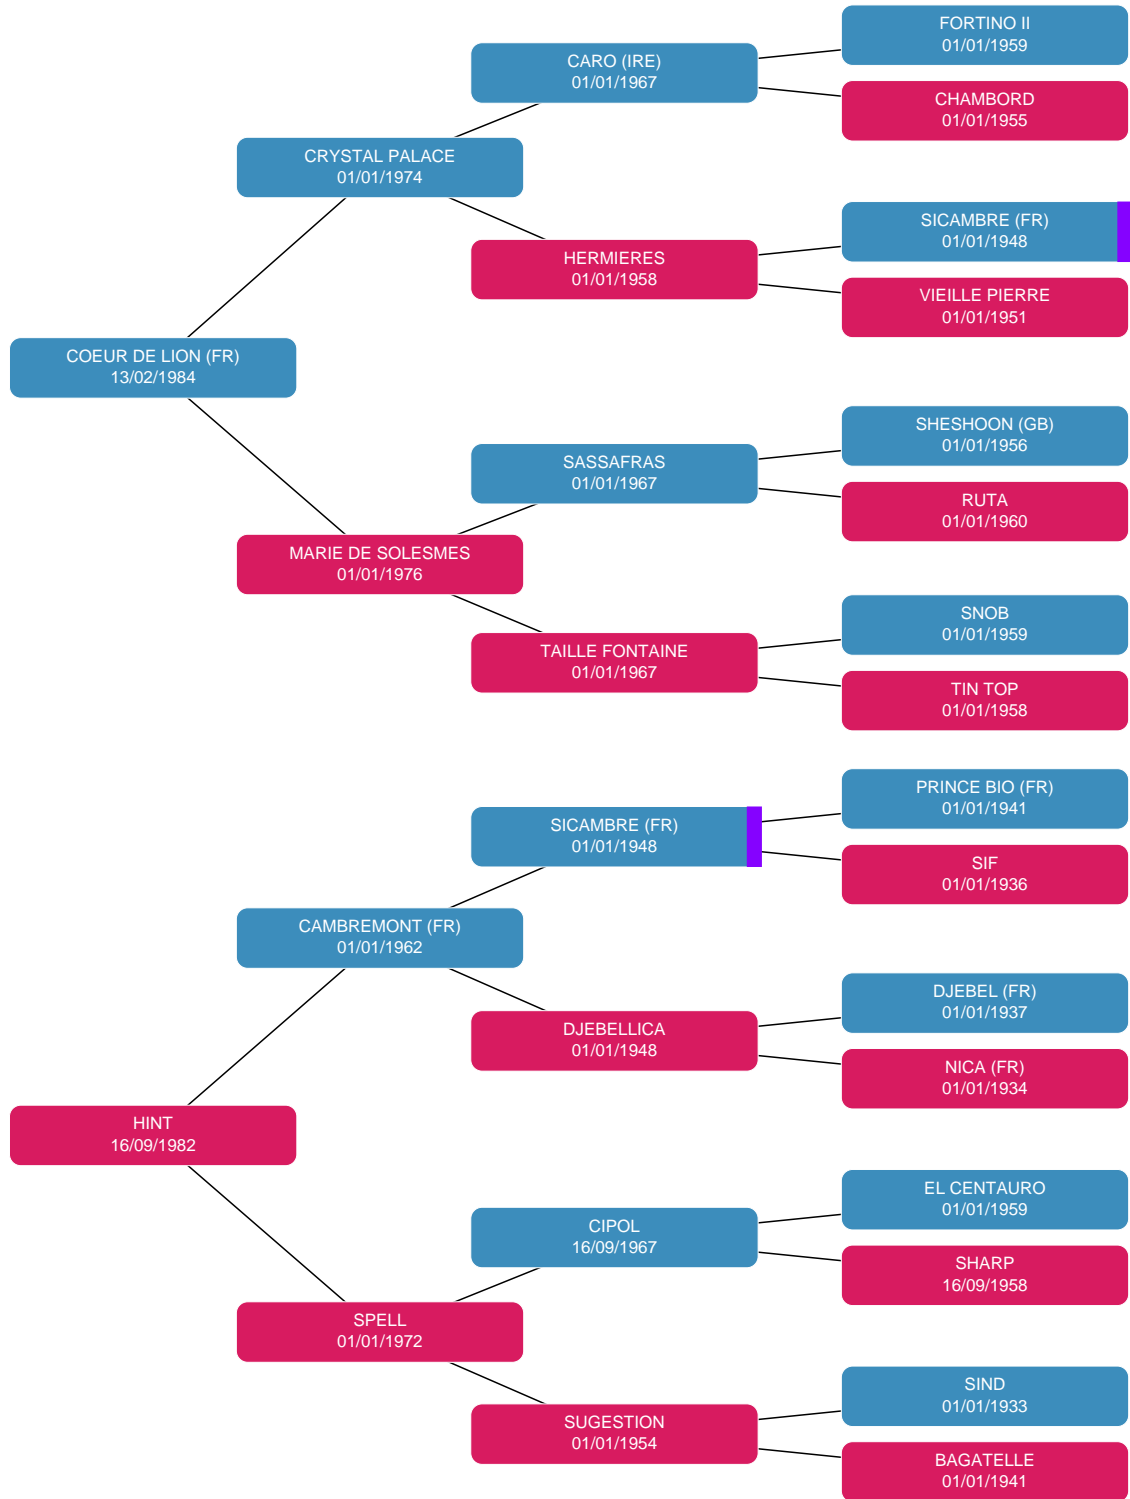 FORTINO II
01/01/1959
CARO (IRE)
01/01/1967
CHAMBORD
01/01/1955
CRYSTAL PALACE
01/01/1974
SICAMBRE (FR)
01/01/1948
HERMIERES
01/01/1958
VIEILLE PIERRE
01/01/1951
COEUR DE LION (FR)
13/02/1984
SHESHOON (GB)
01/01/1956
SASSAFRAS
01/01/1967
RUTA
01/01/1960
MARIE DE SOLESMES
01/01/1976
SNOB
01/01/1959
TAILLE FONTAINE
01/01/1967
TIN TOP
01/01/1958
PRINCE BIO (FR)
01/01/1941
SICAMBRE (FR)
01/01/1948
SIF
01/01/1936
CAMBREMONT (FR)
01/01/1962
DJEBEL (FR)
01/01/1937
DJEBELLICA
01/01/1948
NICA (FR)
01/01/1934
HINT
16/09/1982
EL CENTAURO
01/01/1959
CIPOL
16/09/1967
SHARP
16/09/1958
SPELL
01/01/1972
SIND
01/01/1933
SUGESTION
01/01/1954
BAGATELLE
01/01/1941